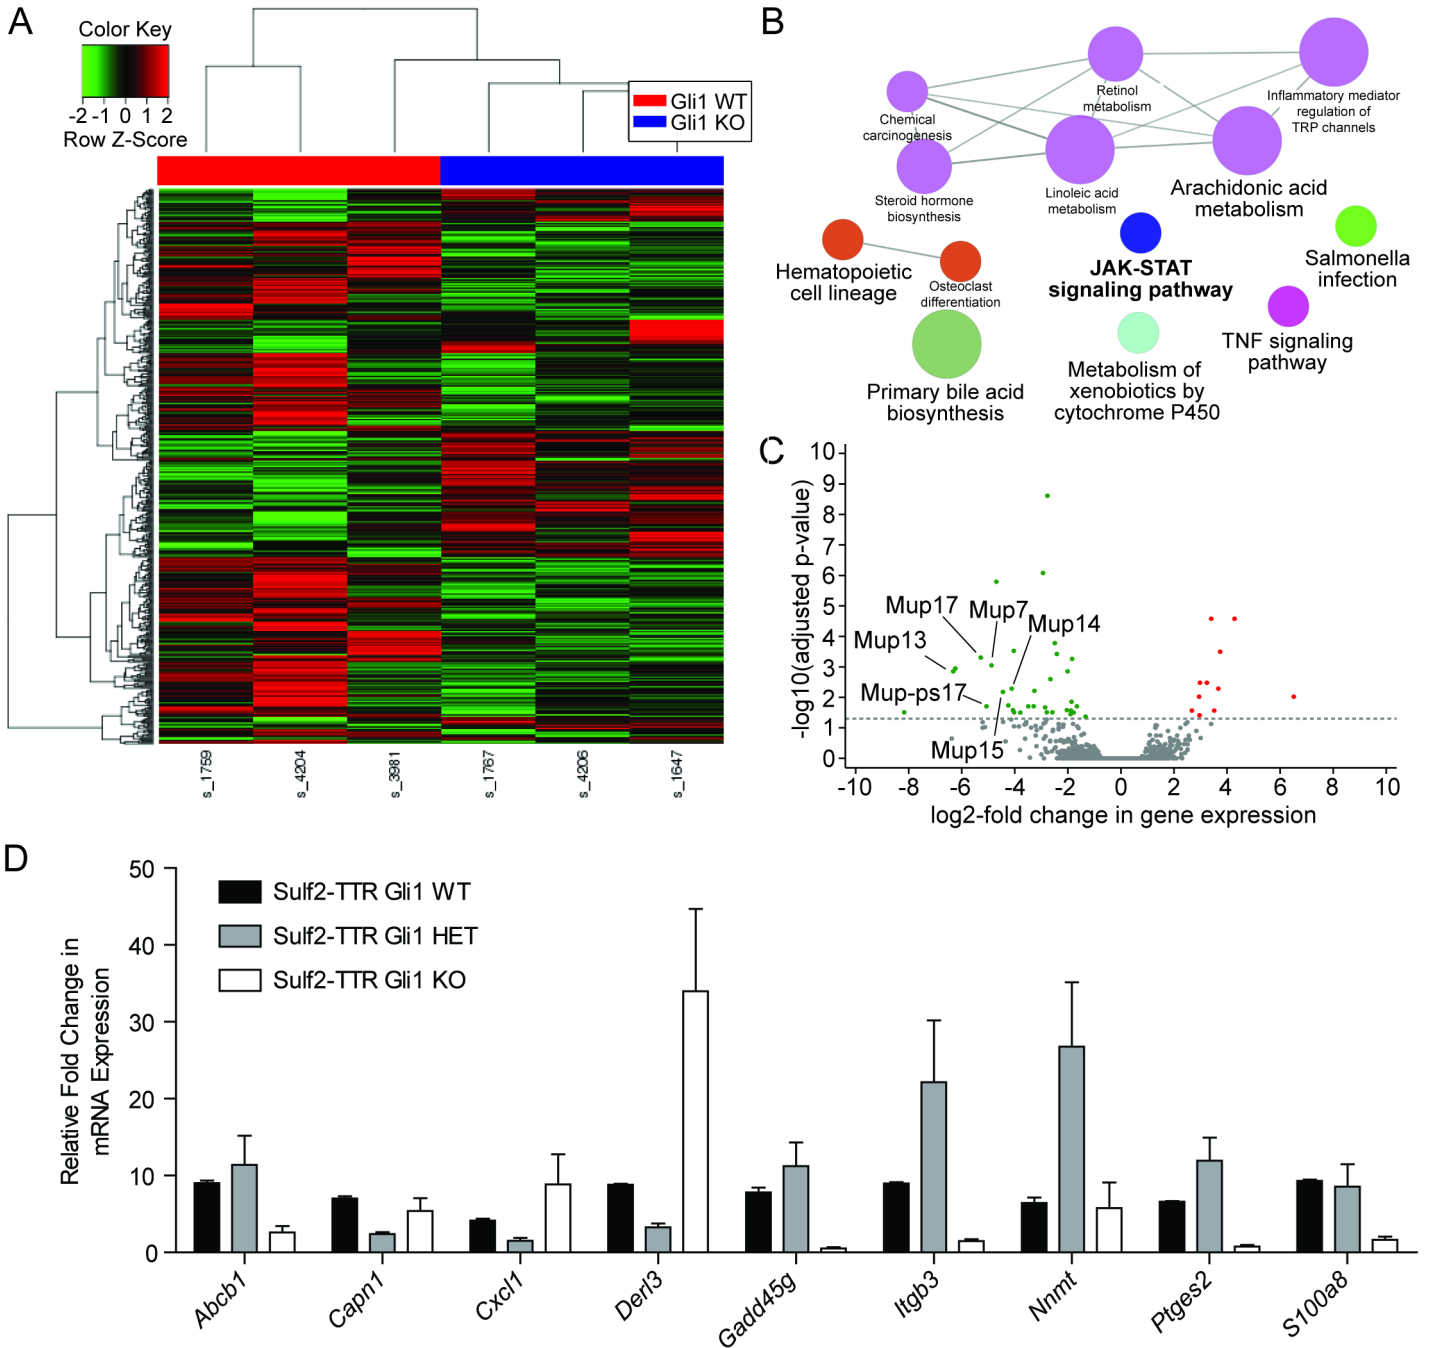 A
Color Key
-2 -1 0 1 2
Row Z-Score
Gli1 WT
Gli1 KO
s_1759
s_4204
s_3981
s_1767
s_4206
s_1647
B
Retinol
metabolism
Inflammatory mediator
regulation of
TRP channels
Chemical
carcinogenesis
Steroid hormone
biosynthesis
Linoleic acid
metabolism
Arachidonic acid
metabolism
Hematopoietic
cell lineage
Osteoclast
differentiation
JAK-STAT
signaling pathway
Salmonella
infection
Primary bile acid
biosynthesis
Metabolism of
xenobiotics by
cytochrome P450
TNF signaling
pathway
C
-log10(adjusted p-value)
10
9
8
7
6
5
4
3
2
1
0
Mup17
Mup7
Mup14
Mup13
Mup-ps17
Mup15
-10 -8 -6 -4 -2 0 2 4 6 8 10
log2-fold change in gene expression
D
Relative Fold Change in
mRNA Expression
50
40
30
20
10
0
Sulf2-TTR Gli1 WT
Sulf2-TTR Gli1 HET
Sulf2-TTR Gli1 KO
Abcb1
Capn1
Cxcl1
Derl3
Gadd45g
Itgb3
Nnmt
Ptges2
S100a8